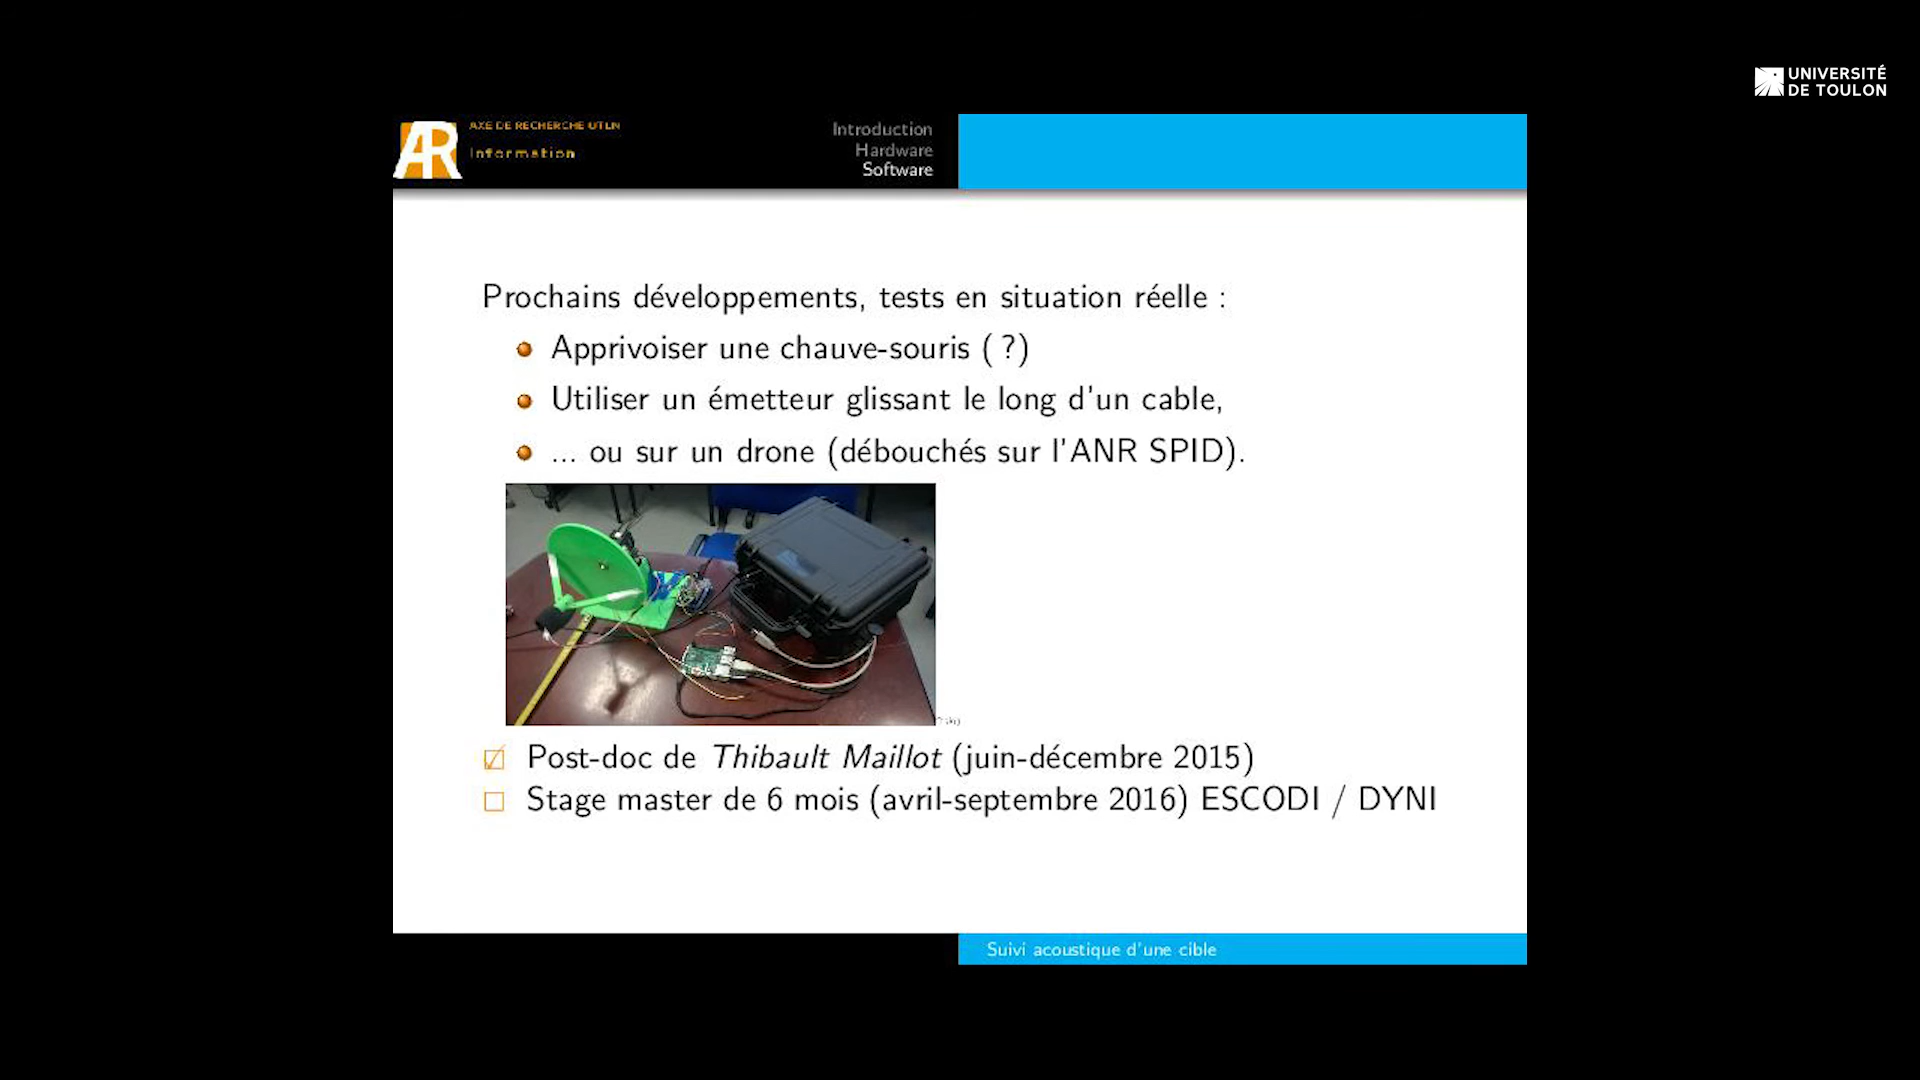 UNIVERSITÉ
DE TOULON
AXE DE RECHERCHE UTLN
Information
Introduction
Hardware
Software
Prochains développements, tests en situation réelle :
Apprivoiser une chauve-souris ( ?)
Utiliser un émetteur glissant le long d'un cable,
... ou sur un drone (débouchés sur l'ANR SPID).
Post-doc de Thibault Maillot (juin-décembre 2015)
Stage master de 6 mois (avril-septembre 2016) ESCODI / DYNI
Suivi acoustique d'une cible